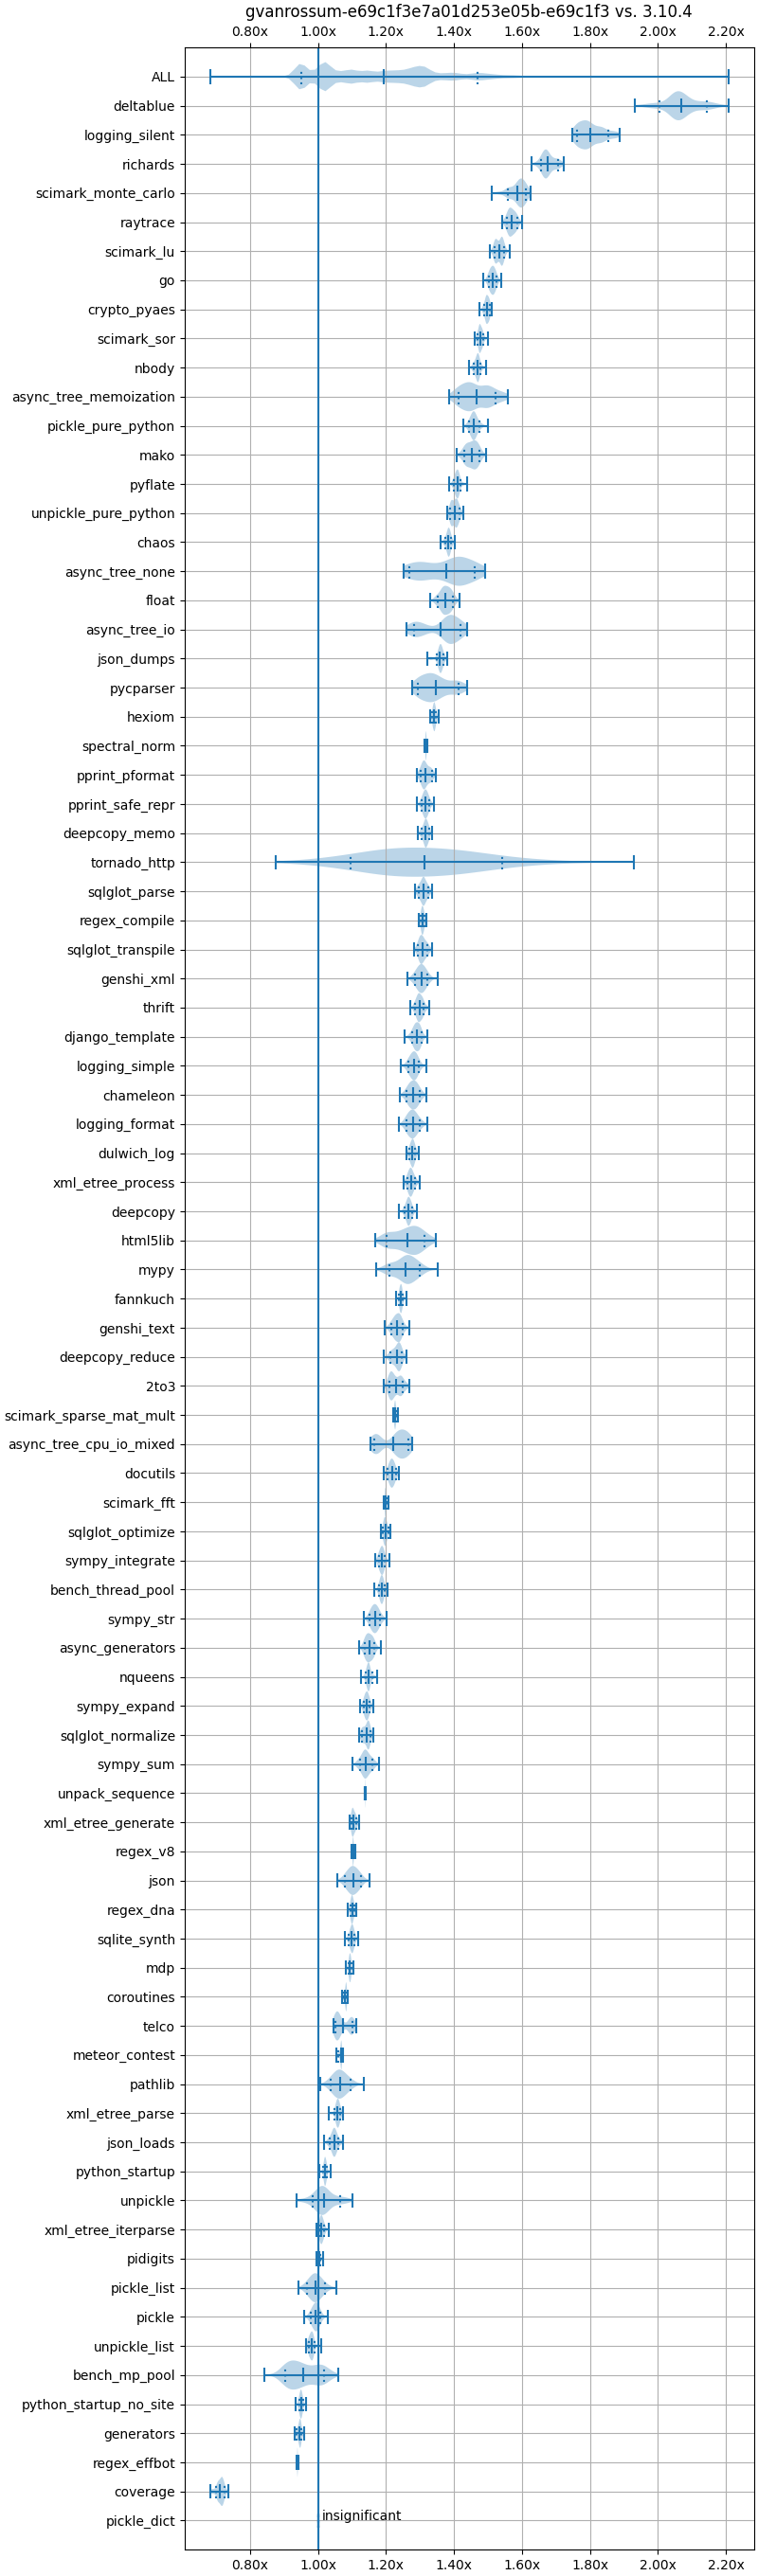 gvanrossum-e69c1f3e7a01d253e05b-e69c1f3 vs. 3.10.4
0.80x 1.00x 1.20x 1.40x 1.60x 1.80x 2.00x 2.20x
ALL
deltablue
logging_silent
richards
scimark_monte_carlo
raytrace
scimark_lu
go
crypto_pyaes
scimark_sor
nbody
async_tree_memoization
pickle_pure_python
mako
pyflate
unpickle_pure_python
chaos
async_tree_none
float
async_tree_io
json_dumps
pycparser
hexiom
spectral_norm
pprint_pformat
pprint_safe_repr
deepcopy_memo
tornado_http
sqlglot_parse
regex_compile
sqlglot_transpile
genshi_xml
thrift
django_template
logging_simple
chameleon
logging_format
dulwich_log
xml_etree_process
deepcopy
html5lib
mypy
fannkuch
genshi_text
deepcopy_reduce
2to3
scimark_sparse_mat_mult
async_tree_cpu_io_mixed
docutils
scimark_fft
sqlglot_optimize
sympy_integrate
bench_thread_pool
sympy_str
async_generators
nqueens
sympy_expand
sqlglot_normalize
sympy_sum
unpack_sequence
xml_etree_generate
regex_v8
json
regex_dna
sqlite_synth
mdp
coroutines
telco
meteor_contest
pathlib
xml_etree_parse
json_loads
python_startup
unpickle
xml_etree_iterparse
pidigits
pickle_list
pickle
unpickle_list
bench_mp_pool
python_startup_no_site
generators
regex_effbot
coverage
pickle_dict insignificant
0.80x 1.00x 1.20x 1.40x 1.60x 1.80x 2.00x 2.20x